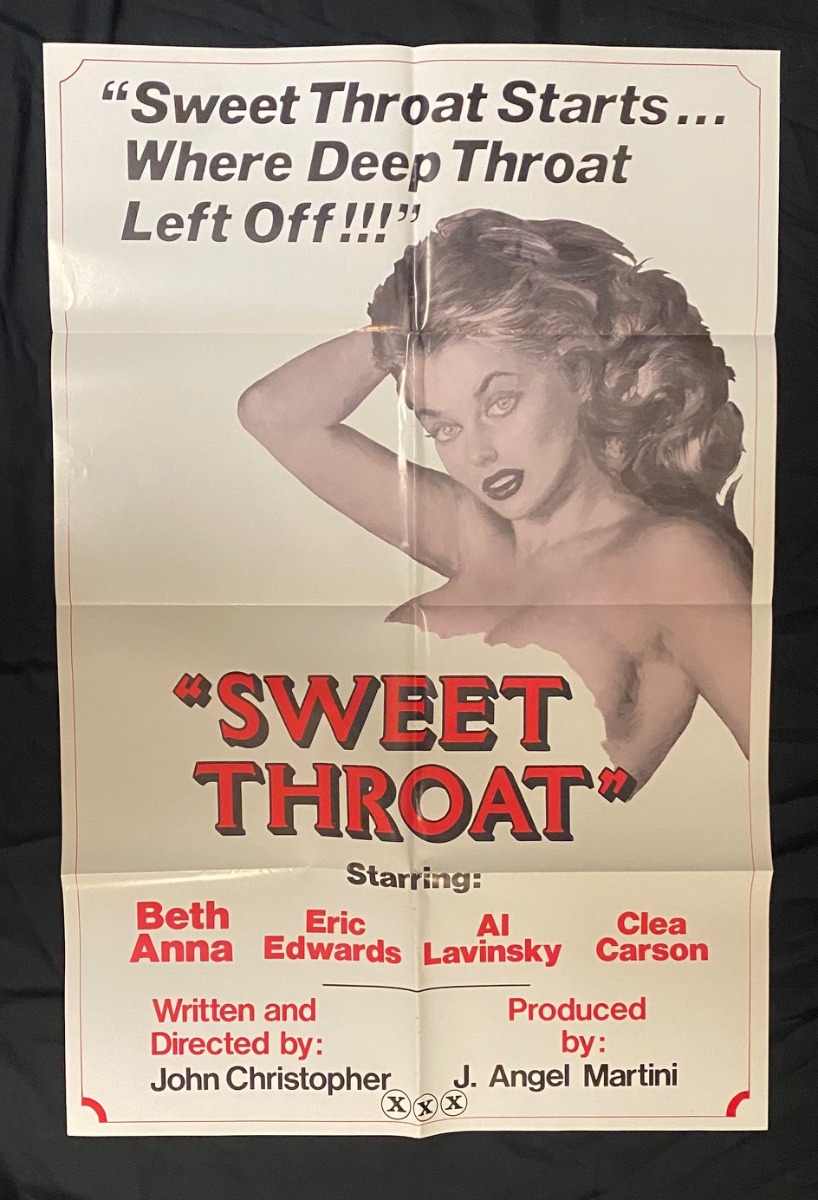 “Sweet Throat Starts...
Where Deep Throat
Left Off!!!”
“SWEET
THROAT”
Starring:
Beth Anna
Eric Edwards
Al Lavinsky
Clea Carson
Written and
Directed by:
John Christopher
Produced
by:
J. Angel Martini
X X X